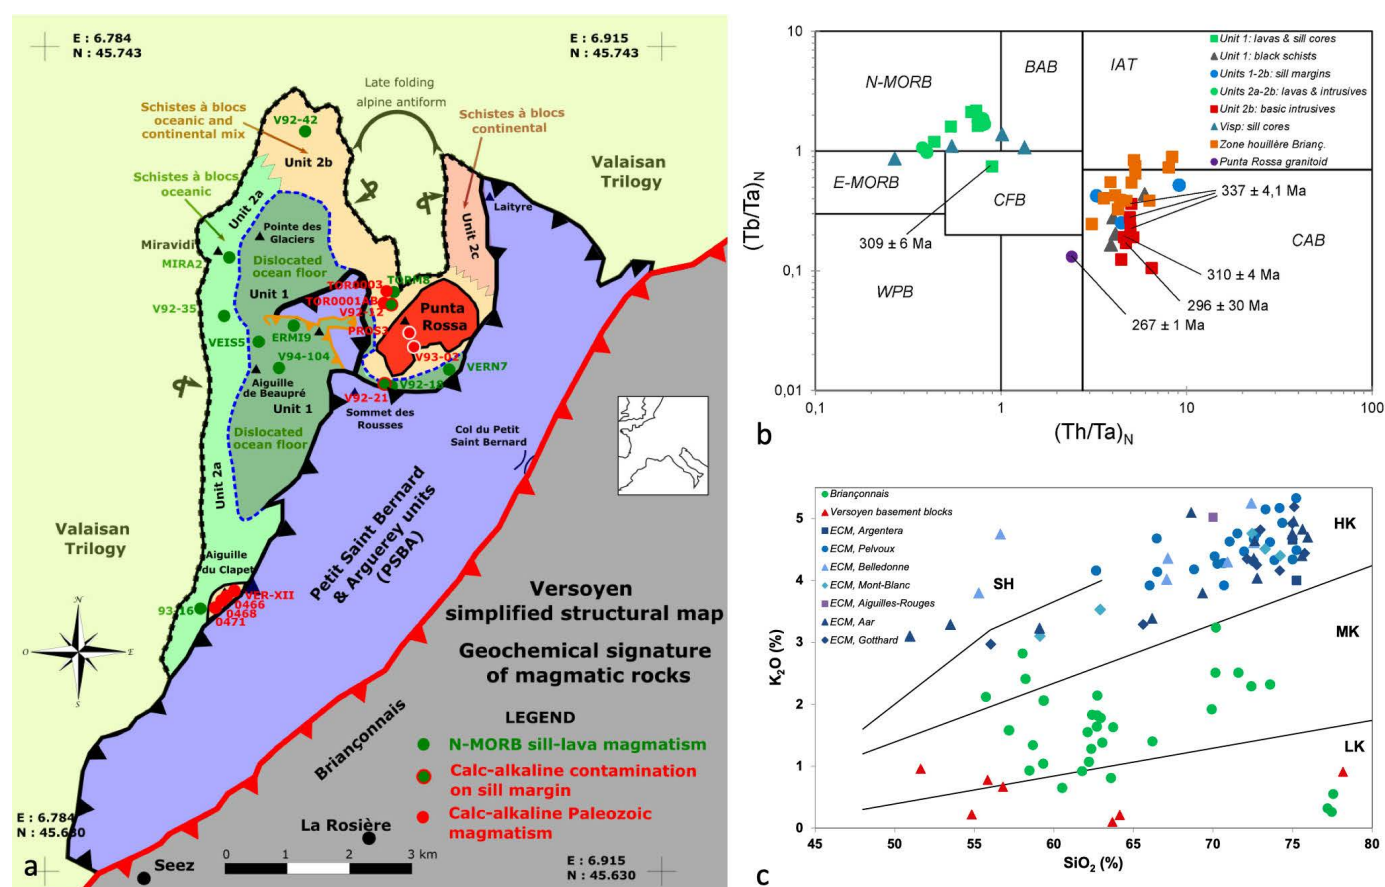 E : 6.784
N : 45.743
E : 6.915
N : 45.743
Late folding
alpine antiform
Schistes à blocs
oceanic and
continental mix
V92-42
Schistes à blocs
continental
Valaisan
Trilogy
Unit 2b
Schistes à blocs
oceanic
Unit 2a
Laityre
Unit 2c
Pointe des
Glaciers
Miravidi
MIRA2
Dislocated
ocean floor
Unit 1
TOR0003
TORM8
TOR0001AB
V92-12
Punta
Rossa
V92-35
ERMI9
PROS3
VEIS5
V94-104
V93-02
VERN7
Aiguille
de Beaupré
V92-18
V92-21
Unit 1
Sommet des
Rousses
Dislocated
ocean floor
Col du Petit
Saint Bernard
Unit 2a
Petit Saint Bernard
& Arguerey units
(PSBA)
Valaisan
Trilogy
Aiguille
du Clapet
VER-XII
93-16
0466
0468
0471
Versoyen
simplified structural map
Geochemical signature
of magmatic rocks
N
O
E
S
Briançonnais
LEGEND
N-MORB sill-lava magmatism
Calc-alkaline contamination
on sill margin
Calc-alkaline Paleozoic
magmatism
E : 6.784
N : 45.630
La Rosière
Seez
0 1 2 3 km
E : 6.915
N : 45.630
a
10
1
0,1
0,01
(Tb/Ta)N
N-MORB
BAB
IAT
E-MORB
CFB
WPB
CAB
Unit 1: lavas & sill cores
Unit 1: black schists
Units 1-2b: sill margins
Units 2a-2b: lavas & intrusives
Unit 2b: basic intrusives
Visp: sill cores
Zone houillère Brianç.
Punta Rossa granitoid
337 ± 4,1 Ma
309 ± 6 Ma
310 ± 4 Ma
296 ± 30 Ma
267 ± 1 Ma
0,1 1 10 100
(Th/Ta)N
b
Briançonnais
Versoyen basement blocks
ECM, Argentera
ECM, Pelvoux
ECM, Belledonne
ECM, Mont-Blanc
ECM, Aiguilles-Rouges
ECM, Aar
ECM, Gotthard
SH
HK
MK
LK
5
4
3
2
1
0
K2O (%)
45 50 55 60 65 70 75 80
SiO2 (%)
c